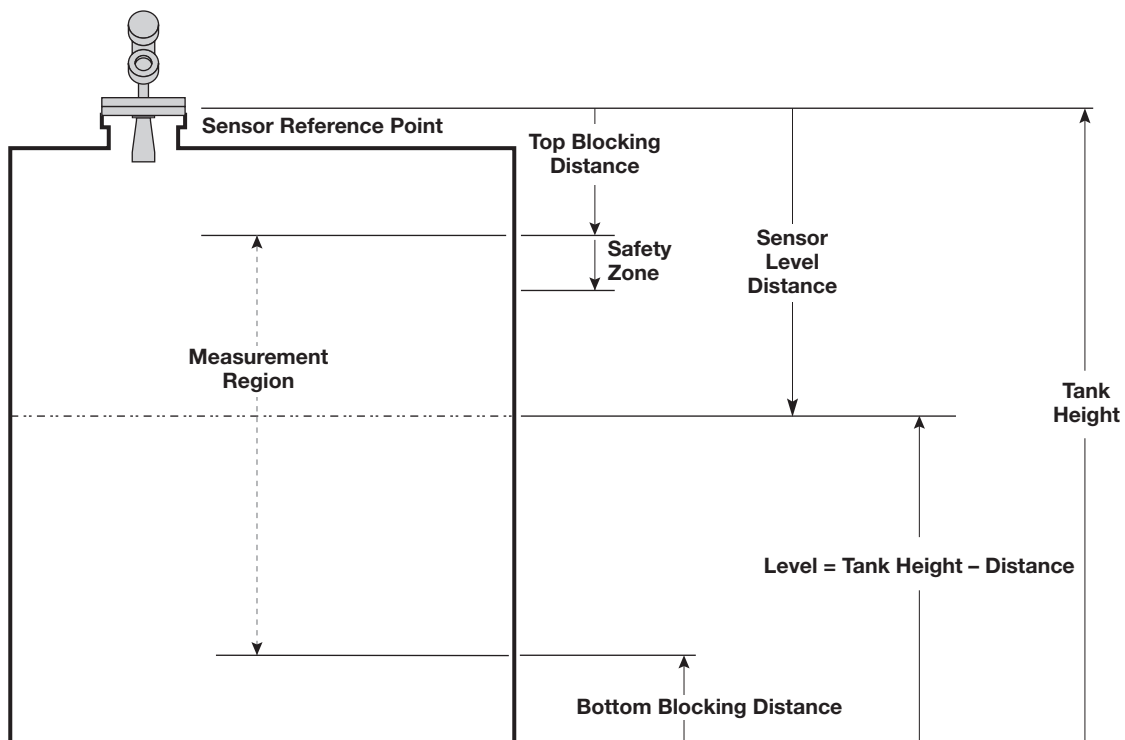 Sensor Reference Point
Top Blocking
Distance
Safety
Zone
Sensor
Level
Distance
Measurement
Region
Tank
Height
Level = Tank Height – Distance
Bottom Blocking Distance